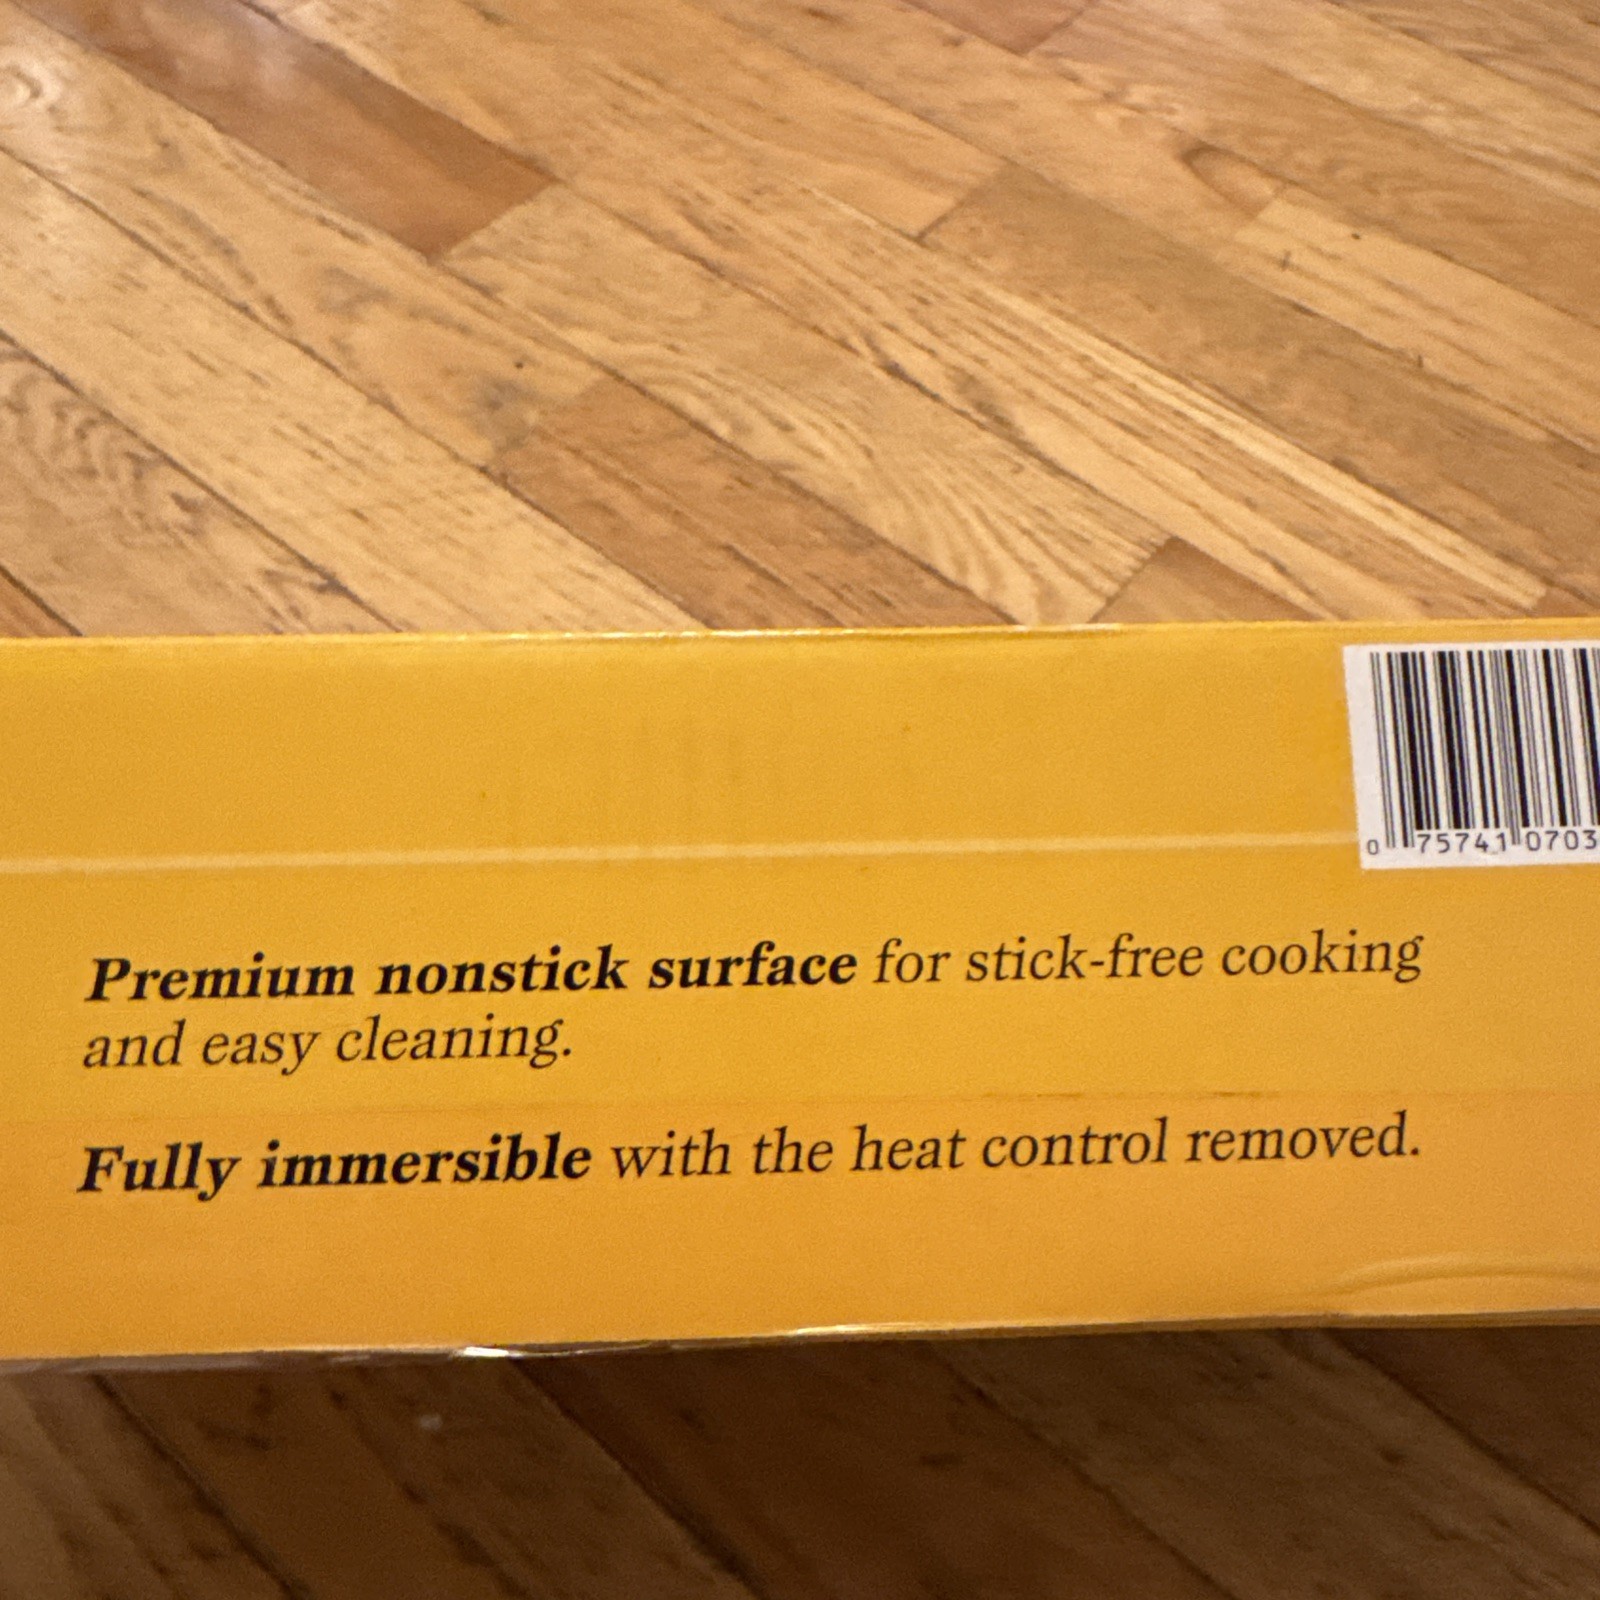 0 75741 0703
Premium nonstick surface for stick-free cooking
and easy cleaning.
Fully immersible with the heat control removed.